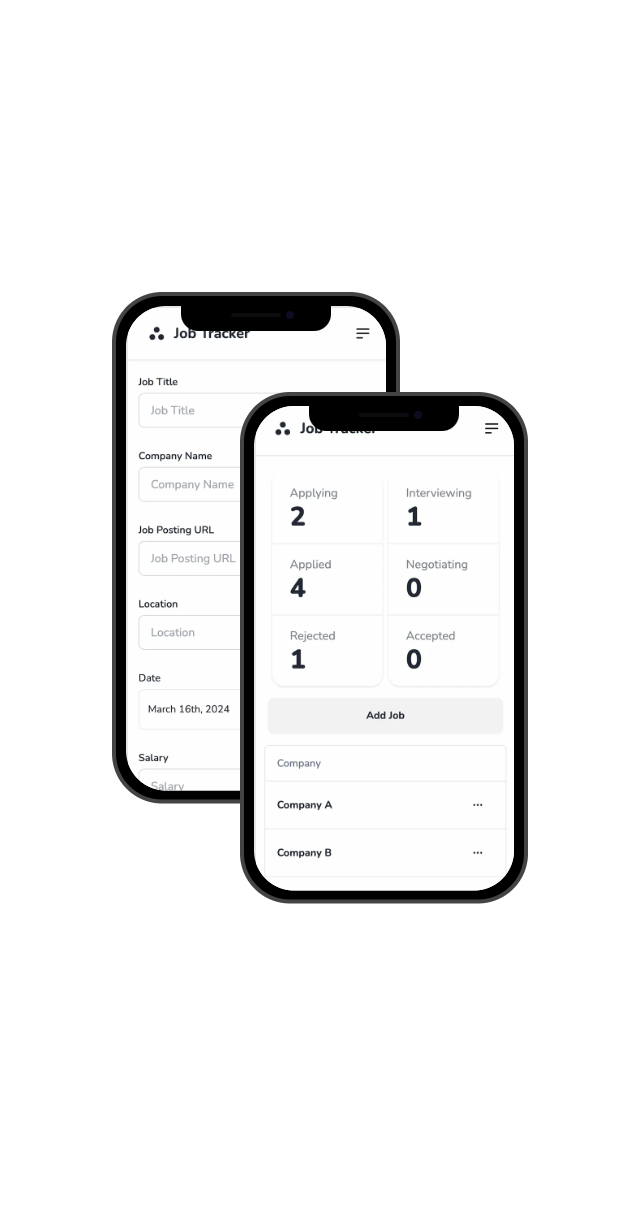 Job Tracker
Job Title
Job Title
Company Name
Company Name
Job Posting URL
Job Posting URL
Location
Location
Date
March 16th, 2024
Salary
Salary
Job Tracker
Applying
2
Interviewing
1
Applied
4
Negotiating
0
Rejected
1
Accepted
0
Add Job
Company
Company A
Company B